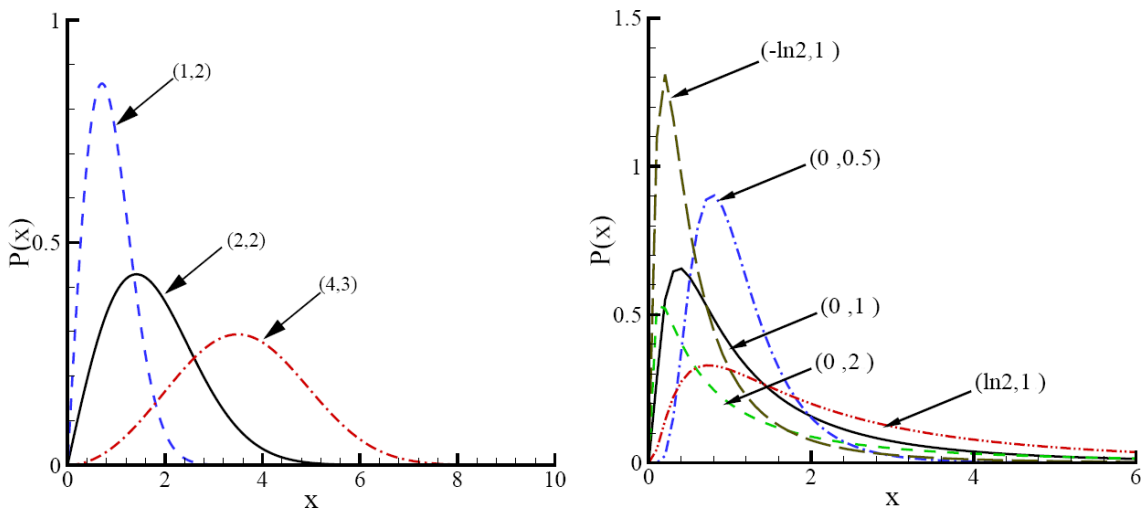 1
(1,2)
P(x)
0.5
(2,2)
(4,3)
0
0 2 4 6 8 10
x
1.5
(-ln2,1 )
1
(0 ,0.5)
P(x)
0.5
(0 ,1 )
(0 ,2 )
(ln2,1 )
0
0 2 4 6
x